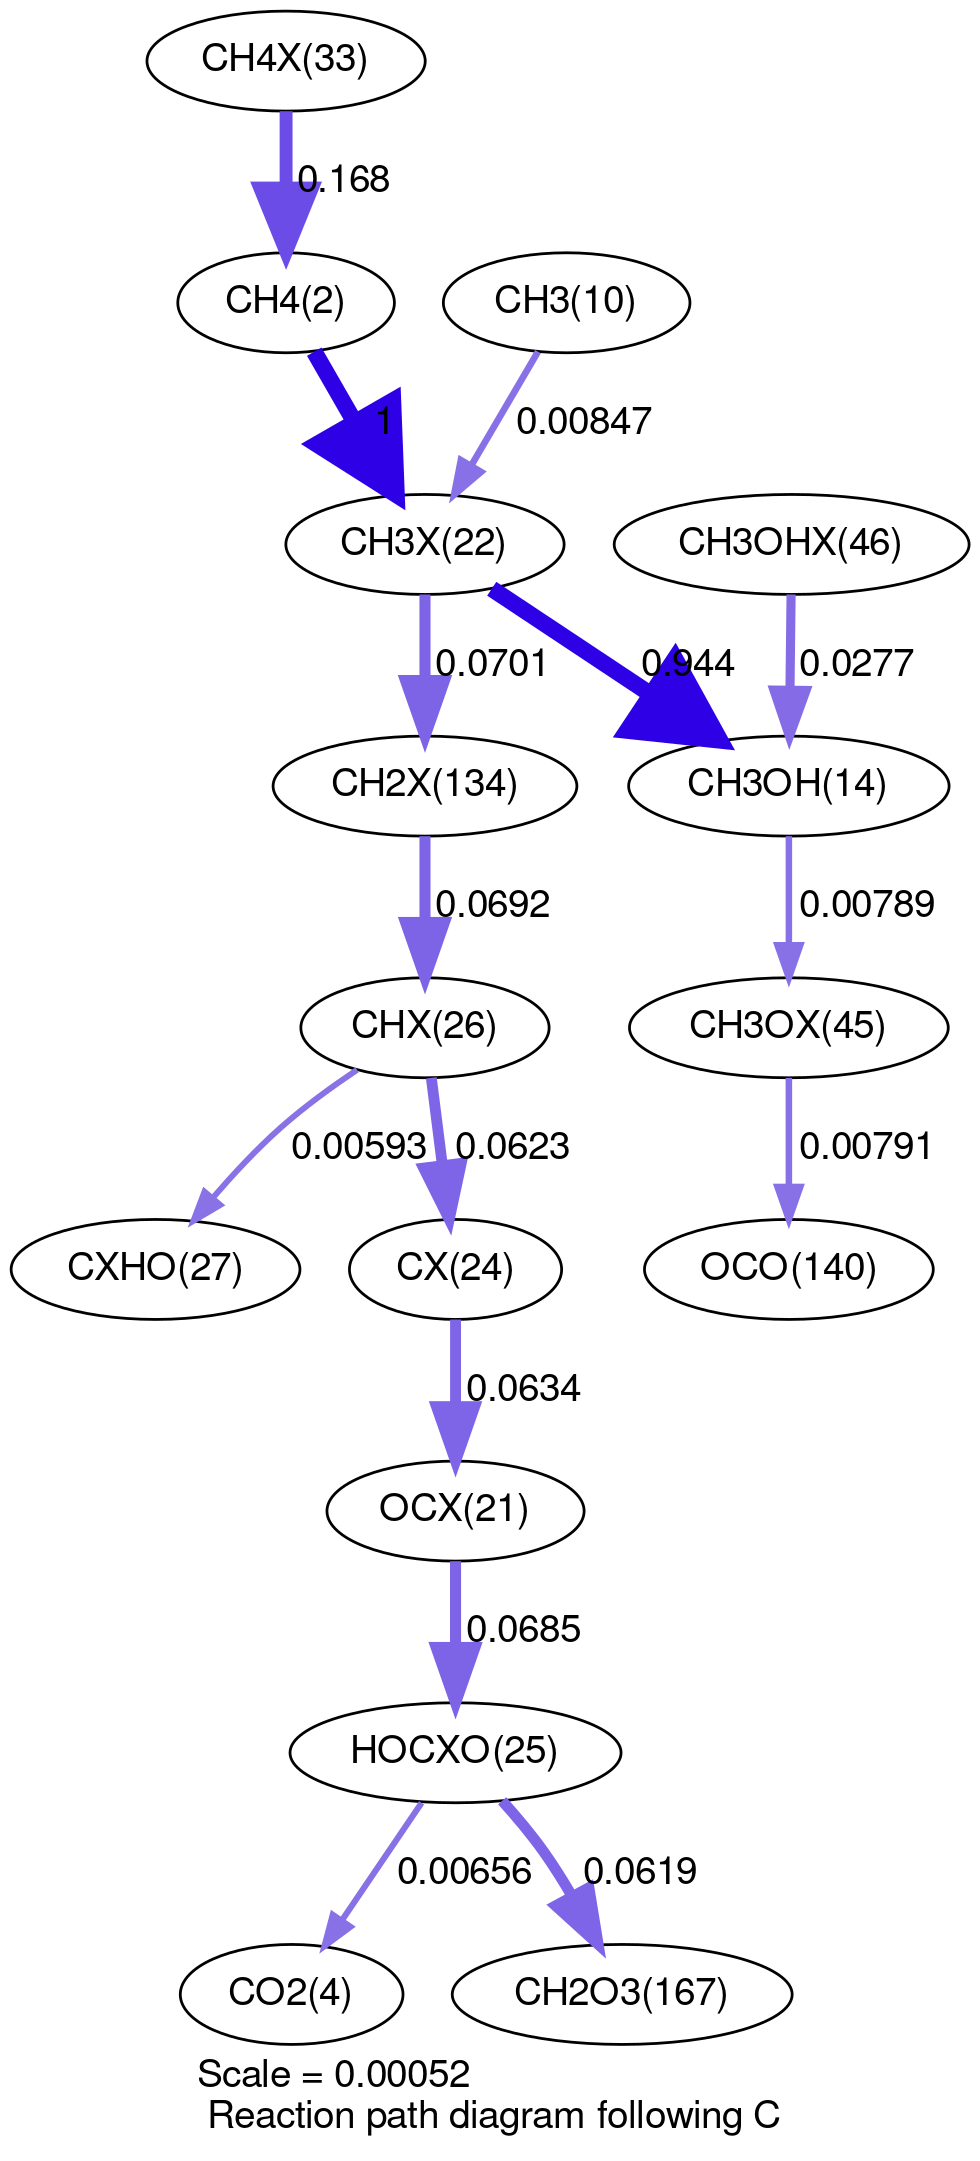 CH4X(33)
0.168
CH4(2)
CH3(10)
1
0.00847
CH3X(22)
CH3OHX(46)
0.0701
0.944
0.0277
CH2X(134)
CH3OH(14)
0.0692
0.00789
CHX(26)
CH3OX(45)
0.00593
0.0623
0.00791
CXHO(27)
CX(24)
OCO(140)
0.0634
OCX(21)
0.0685
HOCXO(25)
0.00656
0.0619
CO2(4)
CH2O3(167)
Scale = 0.00052
Reaction path diagram following C